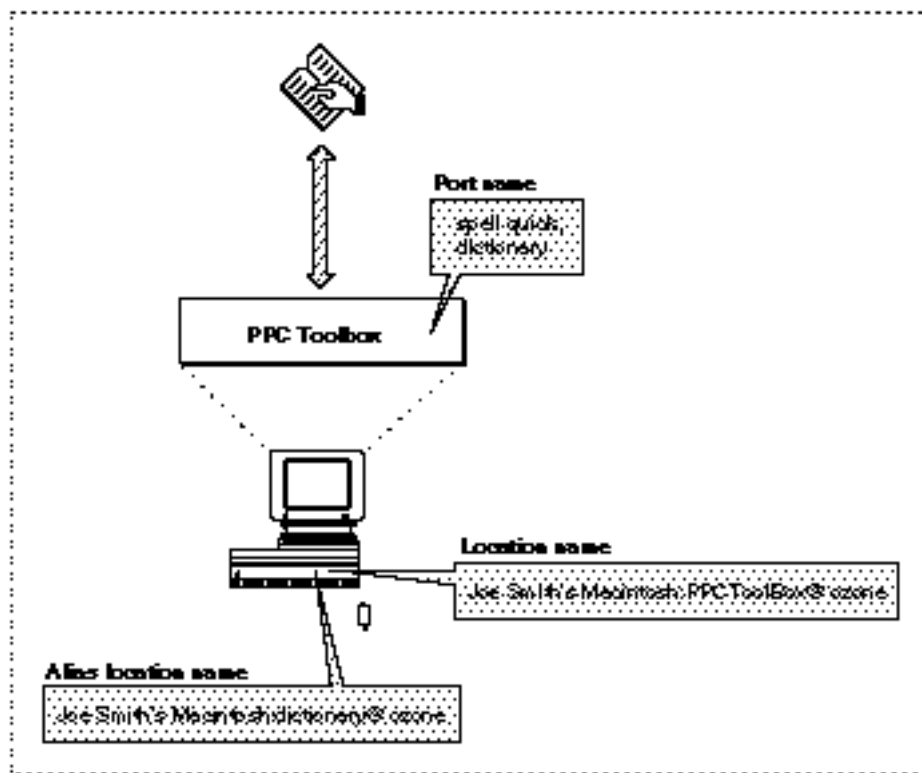 Port name
spell quick,
dictionary
PPC Toolbox
Location name
Joe Smith's Macintosh: PPCToolBox@ ozone
Alias location name
Joe Smith's Macintosh:dictionary@ ozone